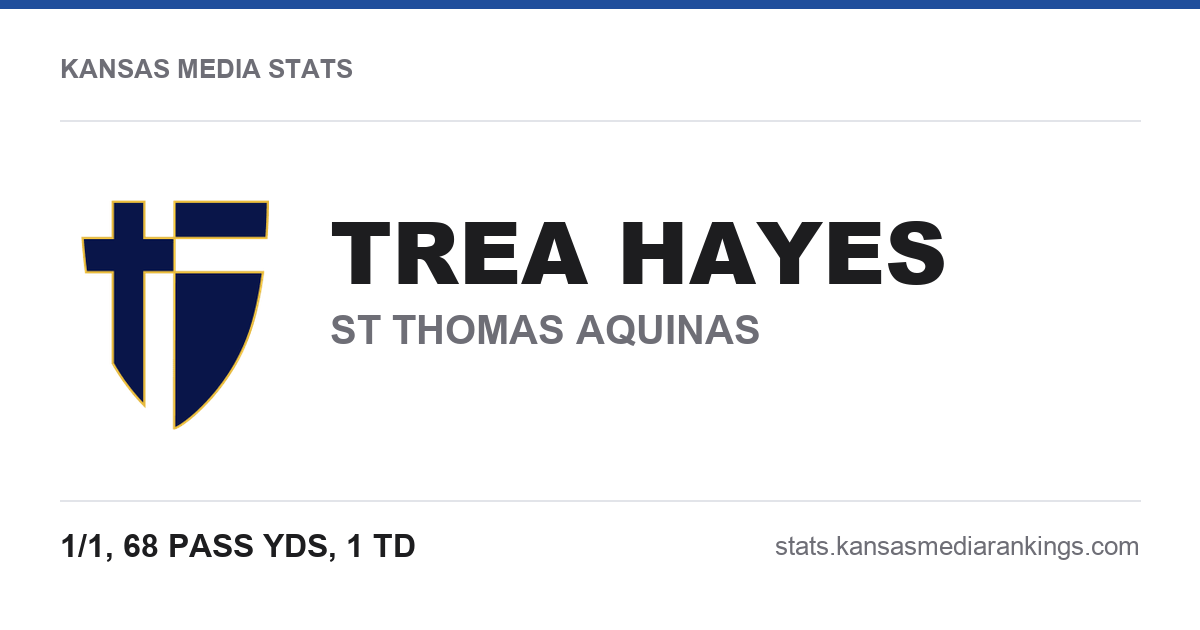 KANSAS MEDIA STATS
TREA HAYES
ST THOMAS AQUINAS
1/1, 68 PASS YDS, 1 TD
stats.kansasmediarankings.com